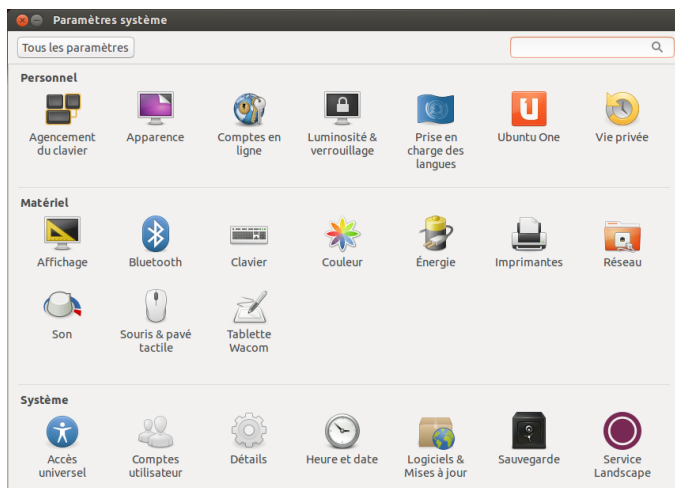 Paramètres système
Tous les paramètres
Personnel
Agencement
du clavier
Apparence
Comptes en
ligne
Luminosité &
verrouillage
Prise en
charge des
langues
Ubuntu One
Vie privée
Matériel
Affichage
Bluetooth
Clavier
Couleur
Énergie
Imprimantes
Réseau
Son
Souris & pavé
tactile
Tablette
Wacom
Système
Accès
universel
Comptes
utilisateur
Détails
Heure et date
Logiciels &
Mises à jour
Sauvegarde
Service
Landscape